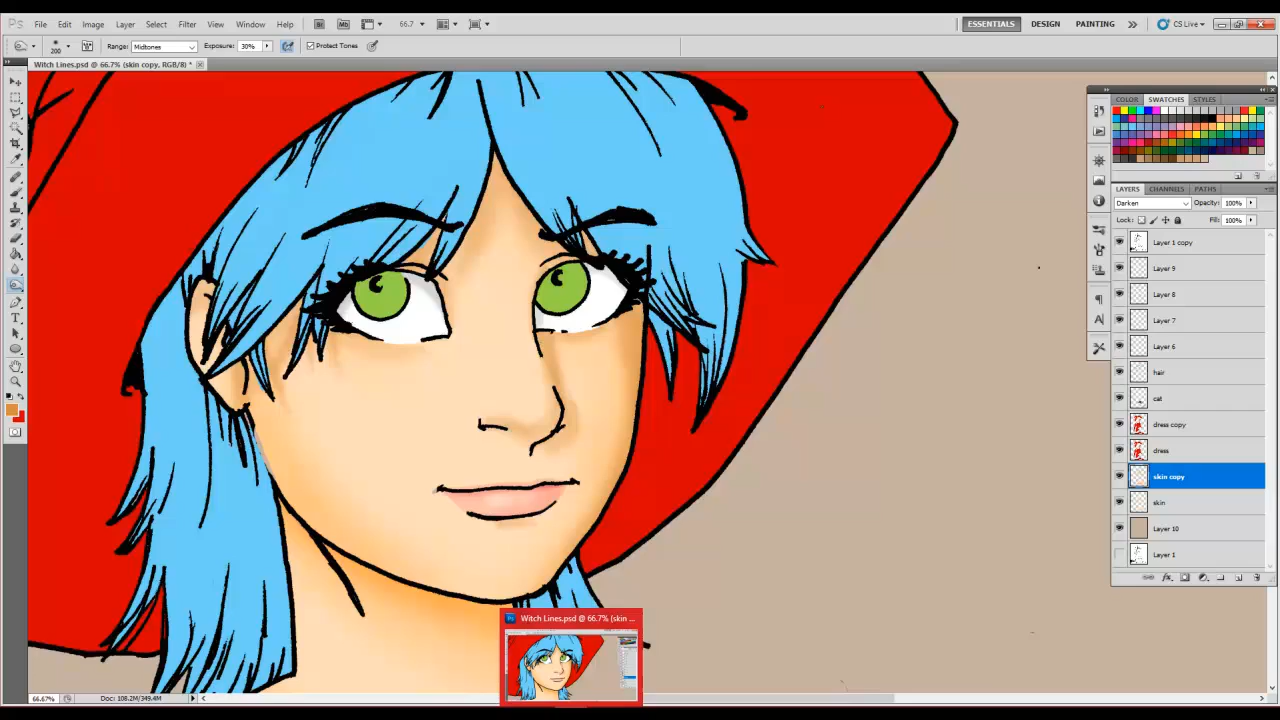 Ps File Edit Image Layer Select Filter View Window Help Br Mb 66.7 ESSENTIALS DESIGN PAINTING CS Live
200 Range: Midtones Exposure: 30% Protect Tones
Witch Lines.psd @ 66.7% (skin copy, RGB/8) *
COLOR SWATCHES STYLES
LAYERS CHANNELS PATHS
Darken Opacity: 100%
Lock: Fill: 100%
Layer 1 copy
Layer 9
Layer 8
Layer 7
Layer 6
hair
cat
dress copy
dress
skin copy
skin
Layer 10
Layer 1
Witch Lines.psd @ 66.7% (skin ...
66.67% Doc: 108.2M/349.4M